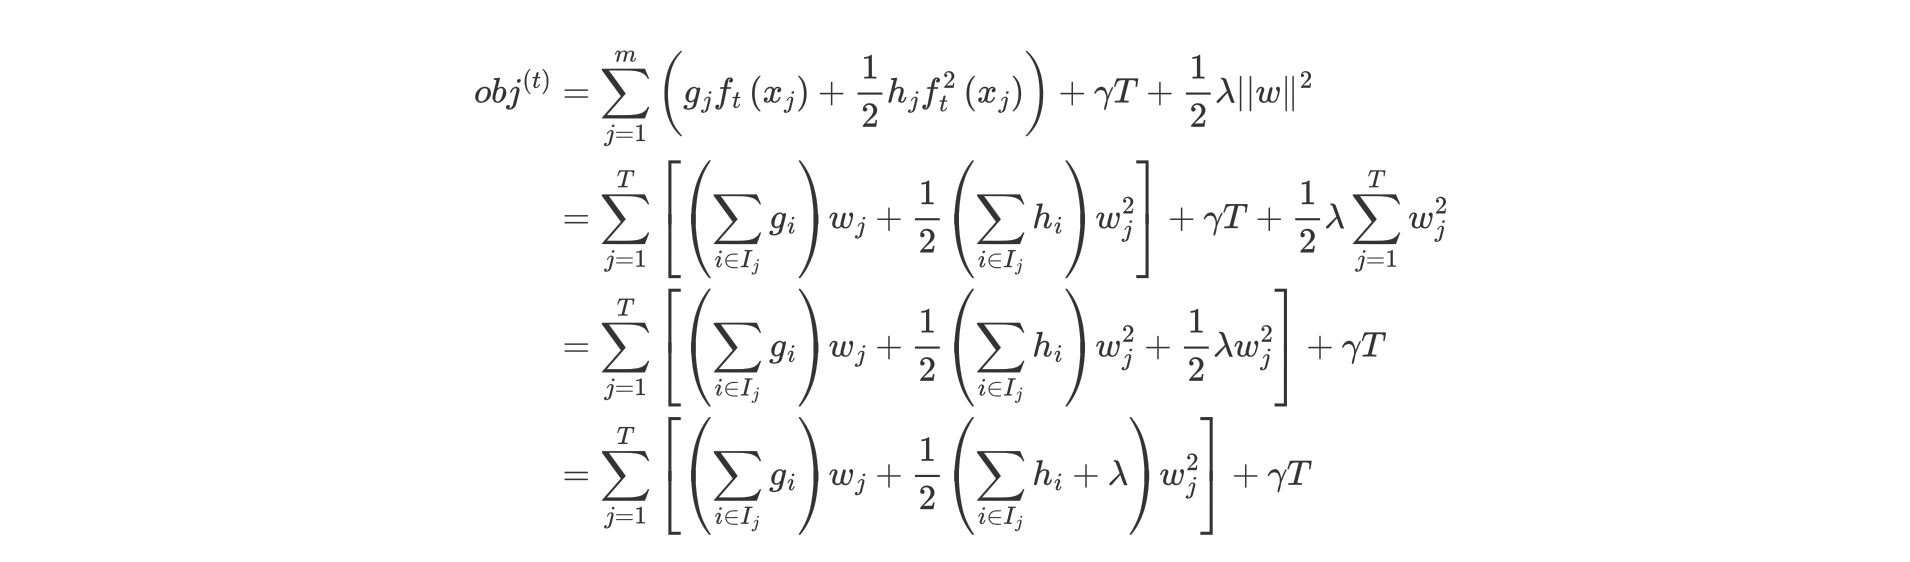 obj^{(t)} = \sum_{j=1}^{m} \left( g_j f_t (x_j) + \frac{1}{2} h_j f_t^2 (x_j) \right) + \gamma T + \frac{1}{2} \lambda ||w\|^2
= \sum_{j=1}^{T} \left[ \left( \sum_{i \in I_j} g_i \right) w_j + \frac{1}{2} \left( \sum_{i \in I_j} h_i \right) w_j^2 \right] + \gamma T + \frac{1}{2} \lambda \sum_{j=1}^{T} w_j^2
= \sum_{j=1}^{T} \left[ \left( \sum_{i \in I_j} g_i \right) w_j + \frac{1}{2} \left( \sum_{i \in I_j} h_i \right) w_j^2 + \frac{1}{2} \lambda w_j^2 \right] + \gamma T
= \sum_{j=1}^{T} \left[ \left( \sum_{i \in I_j} g_i \right) w_j + \frac{1}{2} \left( \sum_{i \in I_j} h_i + \lambda \right) w_j^2 \right] + \gamma T